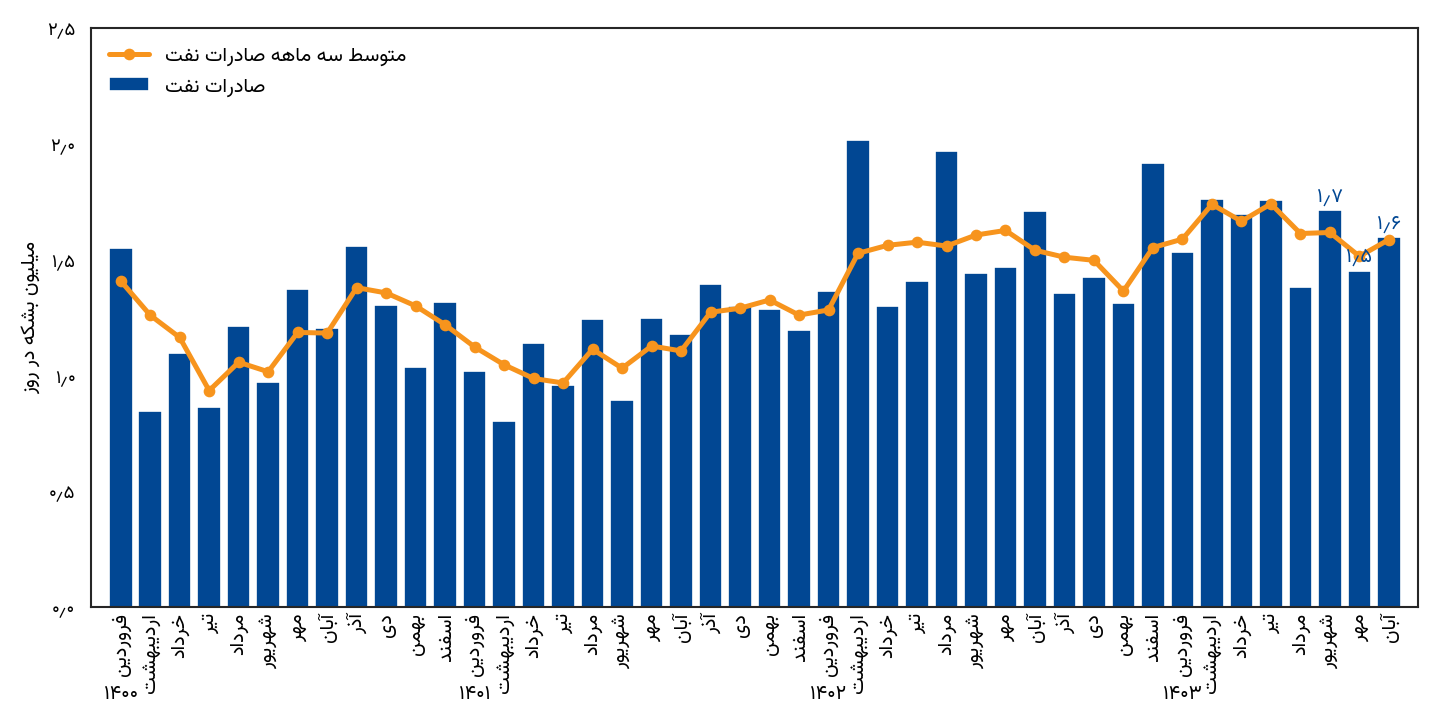 متوسط سه ماهه صادرات نفت
صادرات نفت
میلیون بشکه در روز
۲٫۵
۲٫۰
۱٫۵
۱٫۰
۰٫۵
۰٫۰
۱٫۷
۱٫۵
۱٫۶
فروردین
اردیبهشت
خرداد
تیر
مرداد
شهریور
مهر
آبان
آذر
دی
بهمن
اسفند
فروردین
اردیبهشت
خرداد
تیر
مرداد
شهریور
مهر
آبان
آذر
دی
بهمن
اسفند
فروردین
اردیبهشت
خرداد
تیر
مرداد
شهریور
مهر
آبان
آذر
دی
بهمن
اسفند
فروردین
اردیبهشت
خرداد
تیر
مرداد
شهریور
مهر
آبان
۱۴۰۰
۱۴۰۱
۱۴۰۲
۱۴۰۳